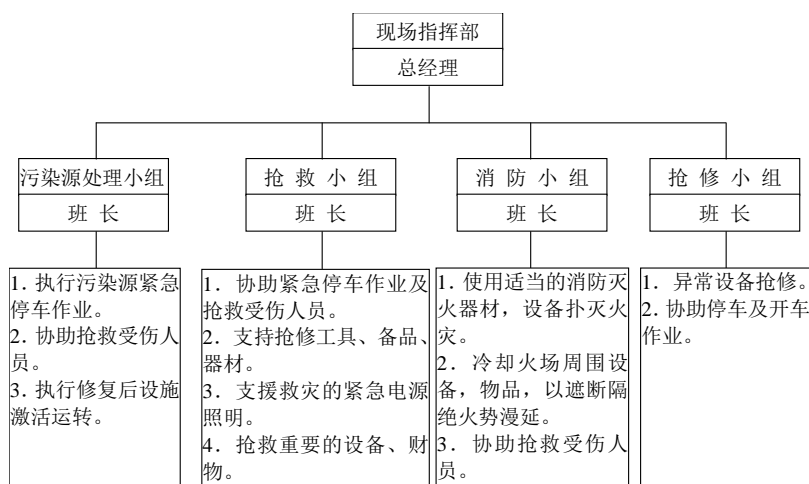 现场指挥部
总经理
污染源处理小组
班 长
抢 救 小 组
班 长
消 防 小 组
班长
抢 修 小 组
班 长
1. 执行污染源紧急
停车作业。
2. 协助抢救受伤人
员。
3. 执行修复后设施
激活运转。
1. 协助紧急停车作业及
抢救受伤人员。
2. 支持抢修工具、备品、
器材。
3. 支援救灾的紧急电源
照明。
4. 抢救重要的设备、财
物。
1. 使用适当的消防灭
火器材，设备扑灭火
灾。
2. 冷却火场周围设
备，物品，以遮断隔
绝火势漫延。
3. 协助抢救受伤人
员。
1. 异常设备抢修。
2. 协助停车及开车
作业。